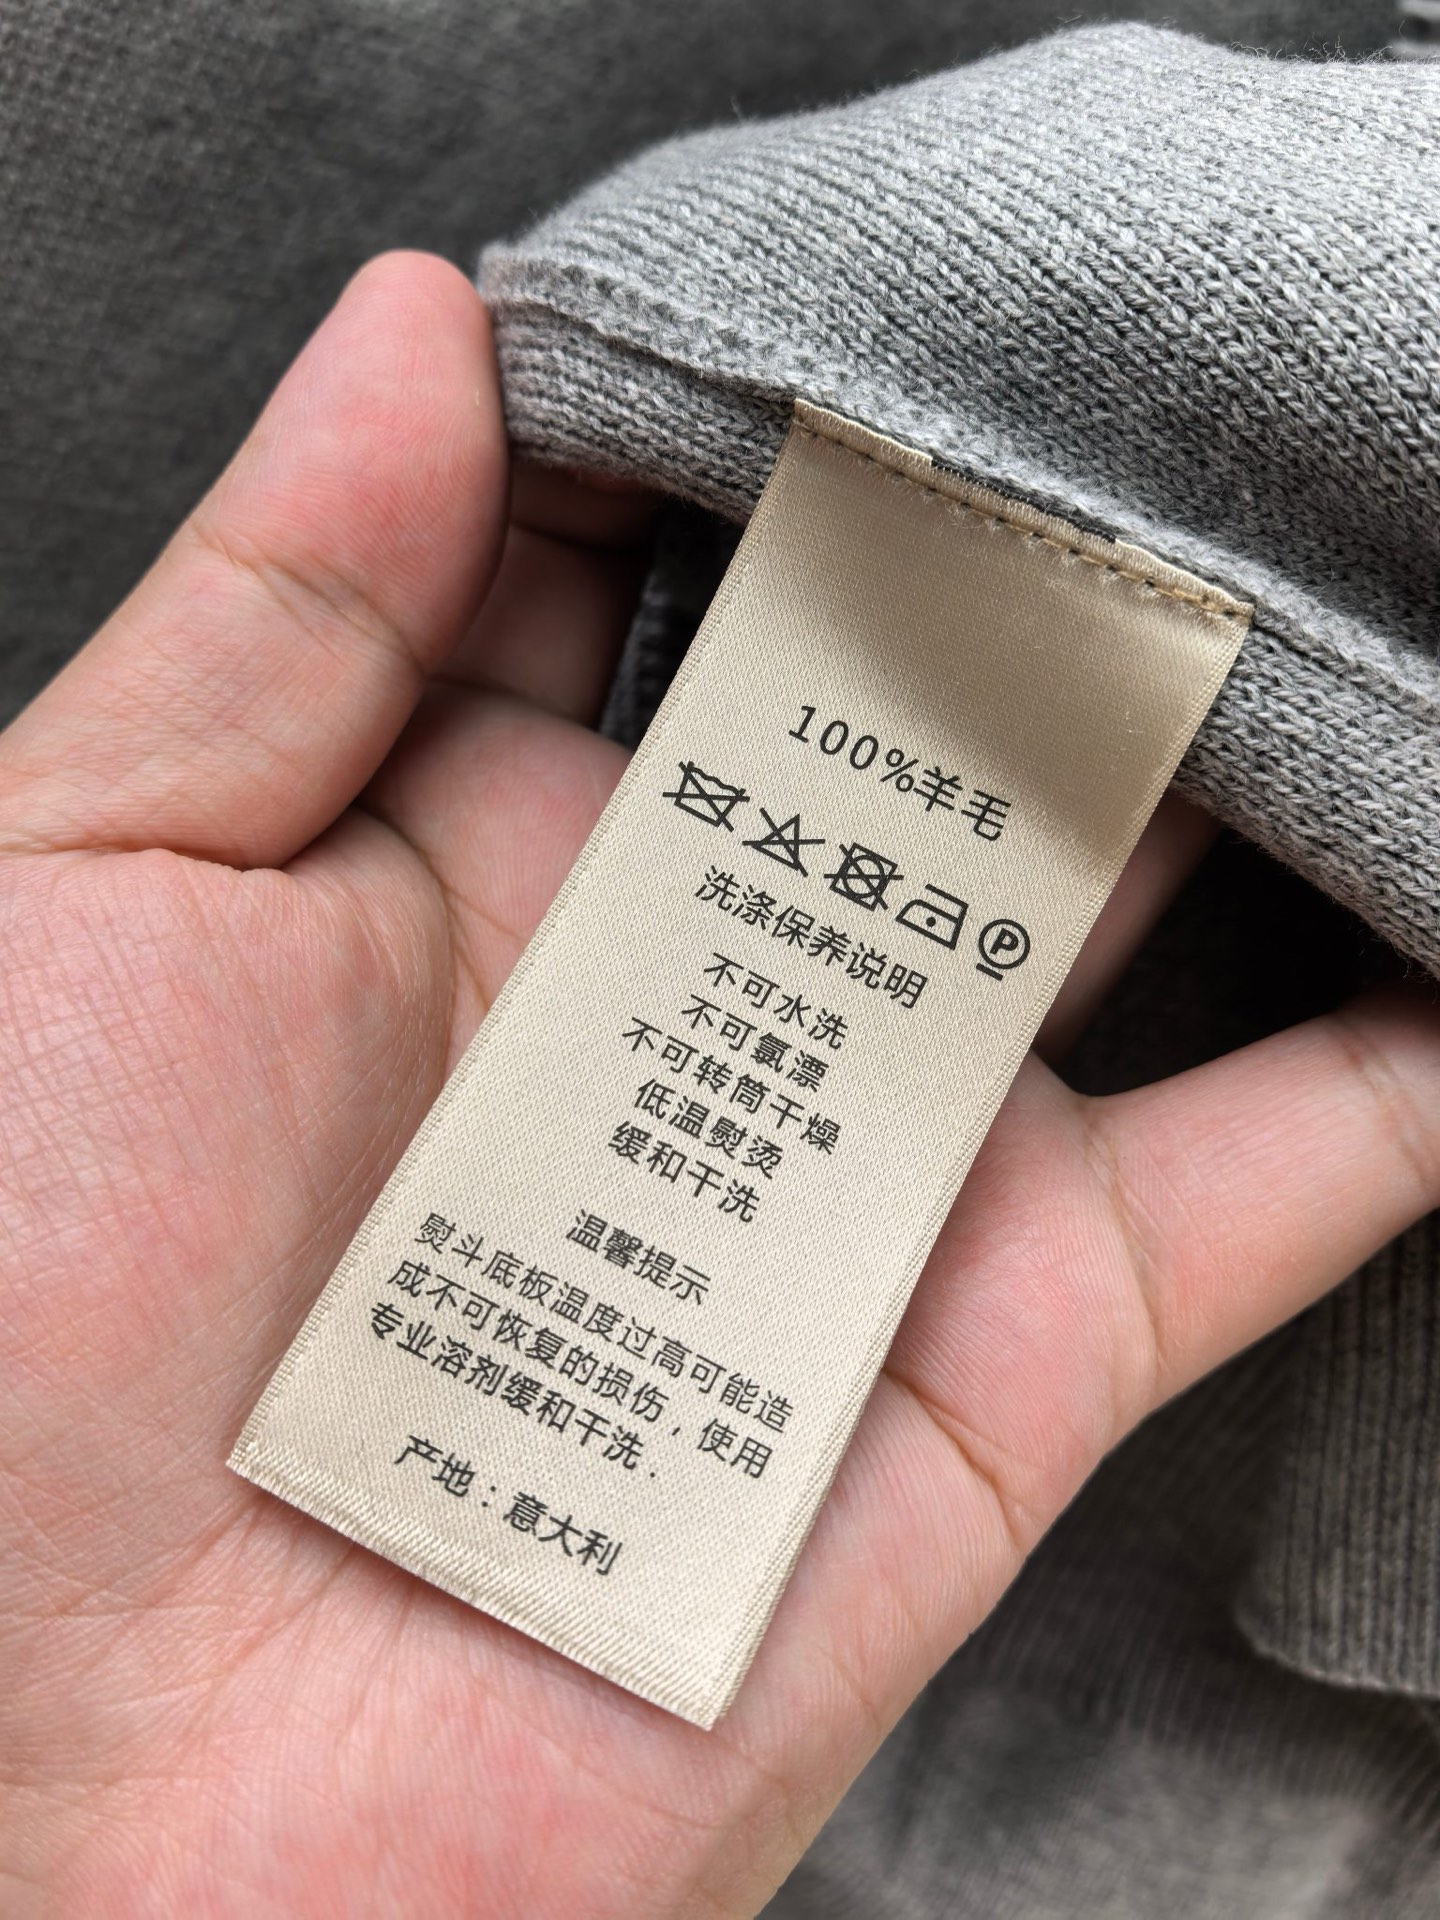 100%羊毛
P
洗涤保养说明
不可水洗
不可氯漂
不可转筒干燥
低温熨烫
缓和干洗
温馨提示
熨斗底板温度过高可能造
成不可恢复的损伤，使用
专业溶剂缓和干洗.
产地：意大利